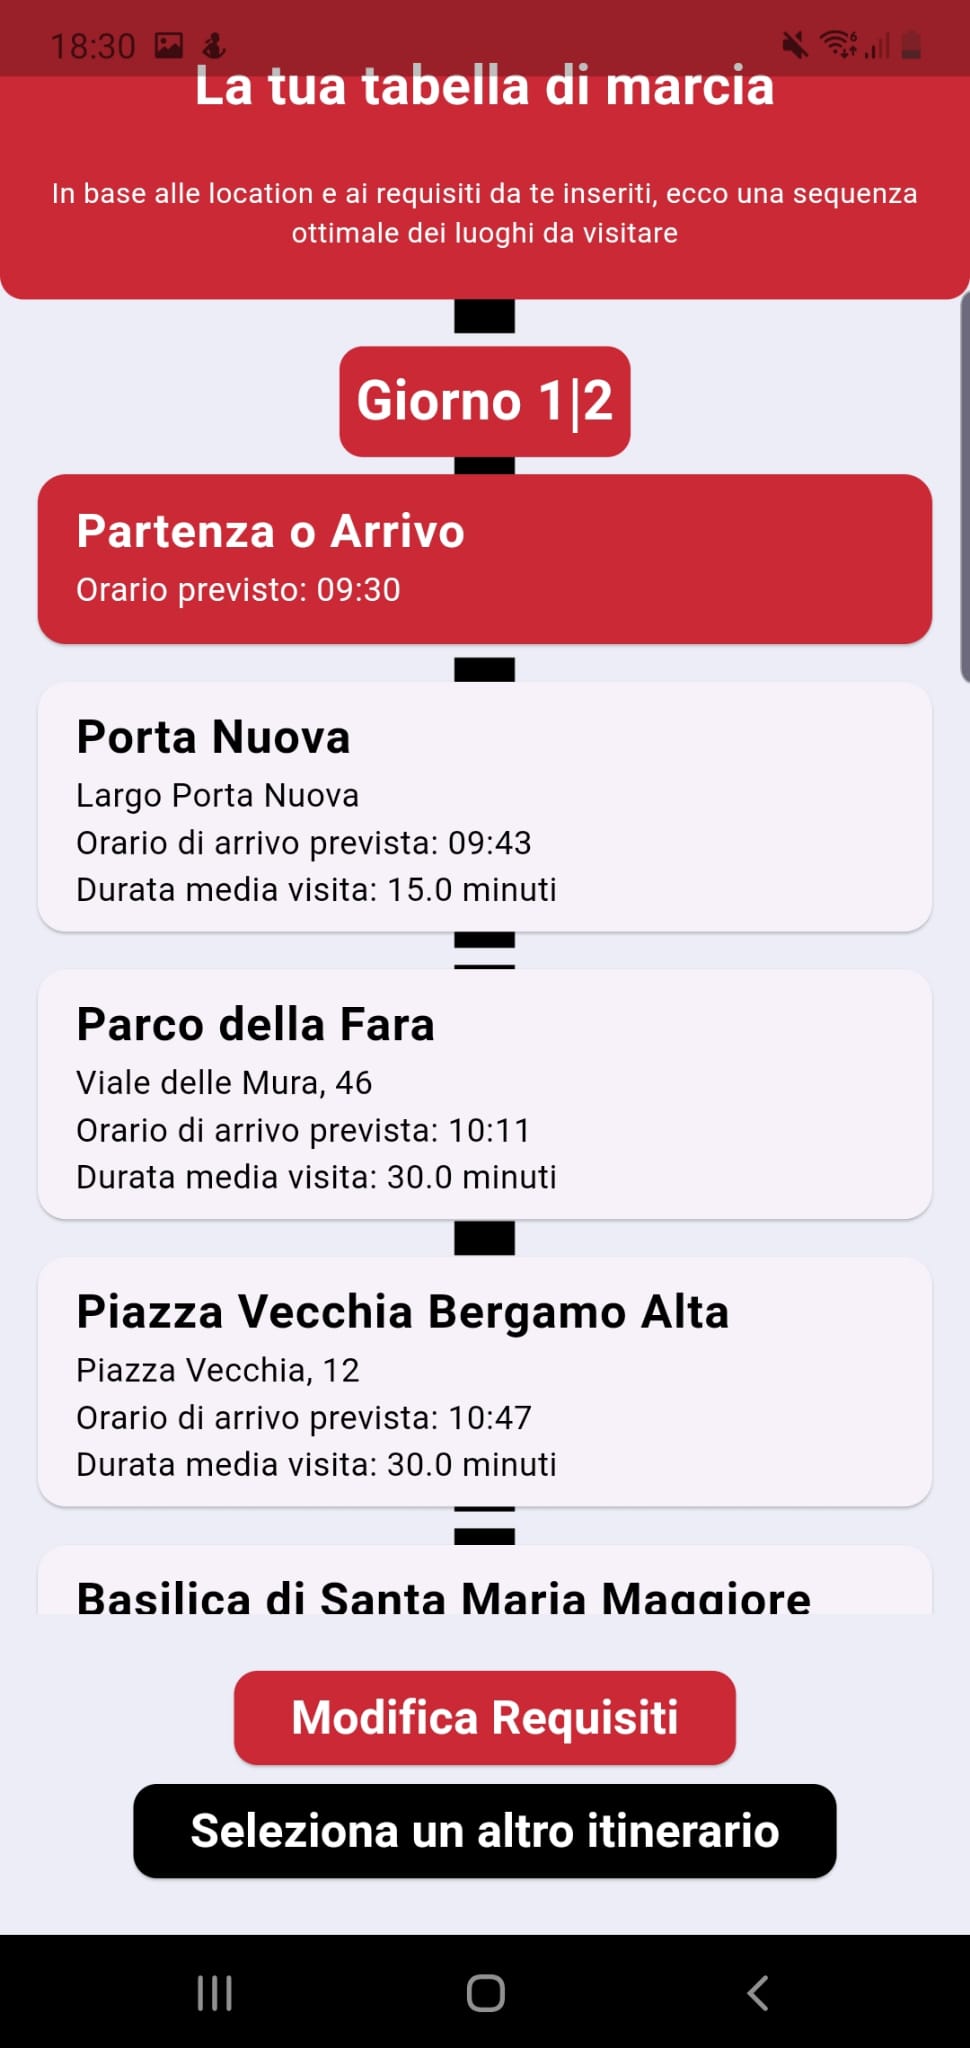 18:30
La tua tabella di marcia
In base alle location e ai requisiti da te inseriti, ecco una sequenza
ottimale dei luoghi da visitare
Giorno 1|2
Partenza o Arrivo
Orario previsto: 09:30
Porta Nuova
Largo Porta Nuova
Orario di arrivo prevista: 09:43
Durata media visita: 15.0 minuti
Parco della Fara
Viale delle Mura, 46
Orario di arrivo prevista: 10:11
Durata media visita: 30.0 minuti
Piazza Vecchia Bergamo Alta
Piazza Vecchia, 12
Orario di arrivo prevista: 10:47
Durata media visita: 30.0 minuti
Basilica di Santa Maria Maggiore
Modifica Requisiti
Seleziona un altro itinerario